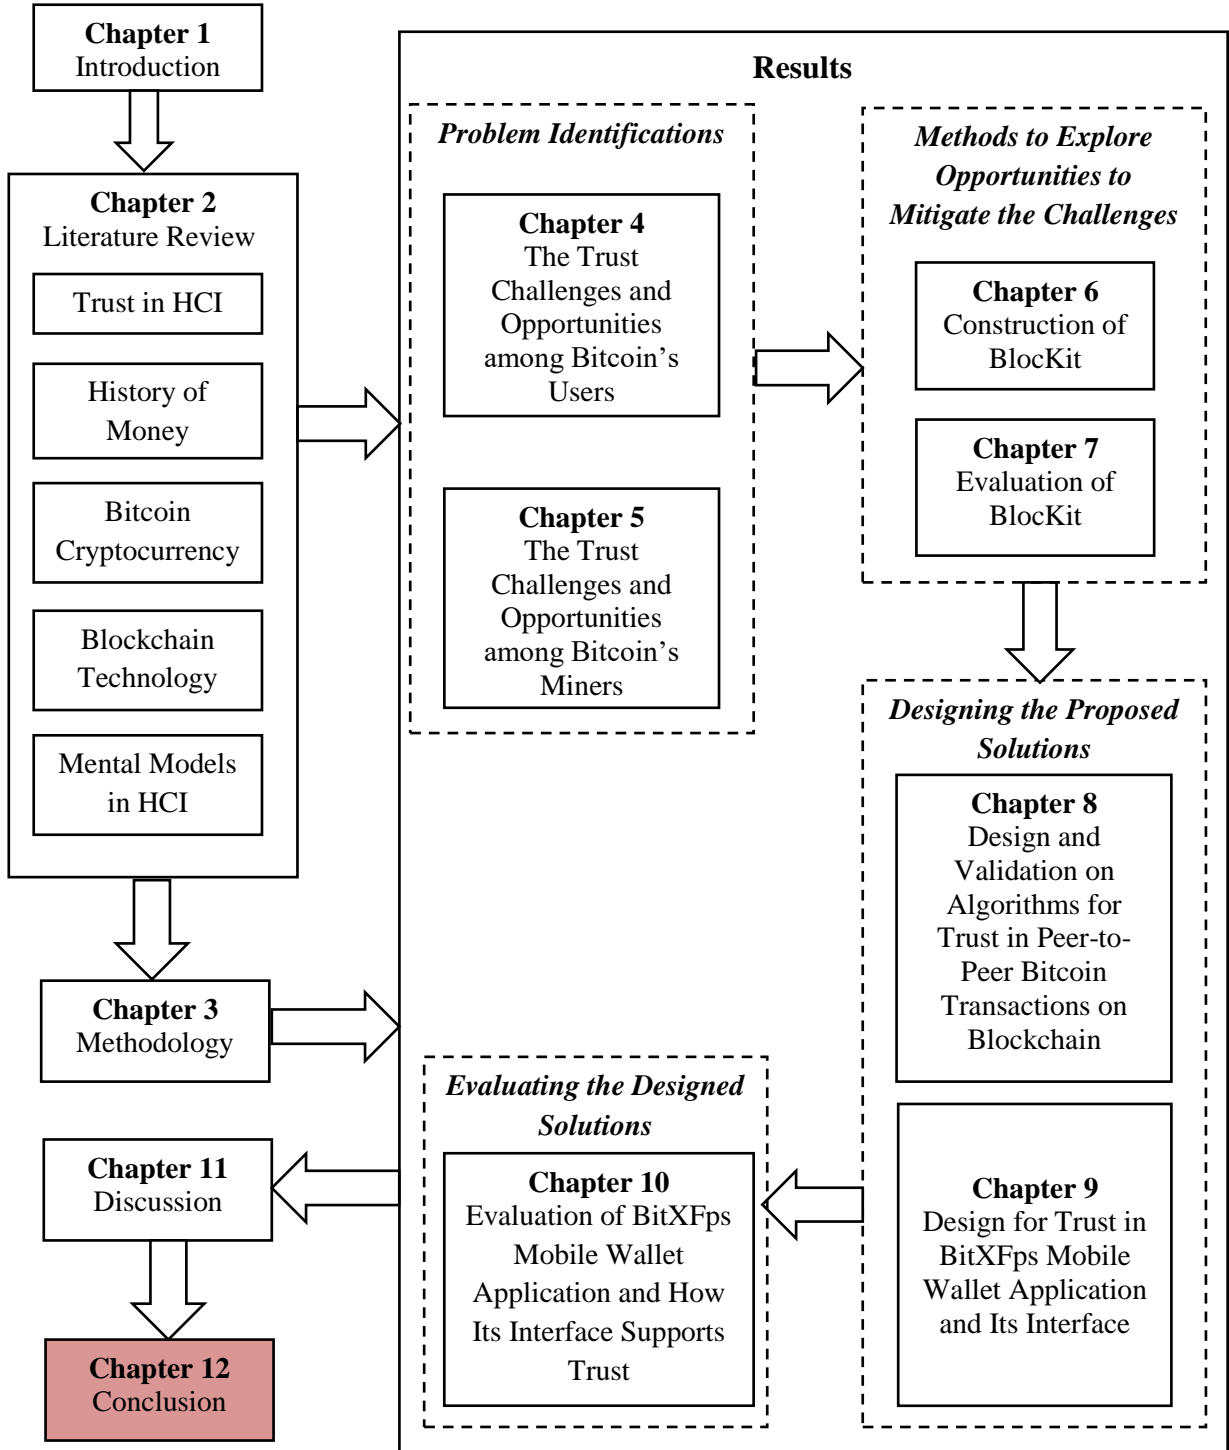 Chapter 1
Introduction
Chapter 2
Literature Review
Trust in HCI
History of
Money
Bitcoin
Cryptocurrency
Blockchain
Technology
Mental Models
in HCI
Chapter 3
Methodology
Results
Problem Identifications
Chapter 4
The Trust
Challenges and
Opportunities
among Bitcoin's
Users
Chapter 5
The Trust
Challenges and
Opportunities
among Bitcoin's
Miners
Methods to Explore
Opportunities to
Mitigate the Challenges
Chapter 6
Construction of
BlocKit
Chapter 7
Evaluation of
BlocKit
Designing the Proposed
Solutions
Chapter 8
Design and
Validation on
Algorithms for
Trust in Peer-to-
Peer Bitcoin
Transactions on
Blockchain
Chapter 9
Design for Trust in
BitXFps Mobile
Wallet Application
and Its Interface
Evaluating the Designed
Solutions
Chapter 10
Evaluation of BitXFps
Mobile Wallet
Application and How
Its Interface Supports
Trust
Chapter 11
Discussion
Chapter 12
Conclusion